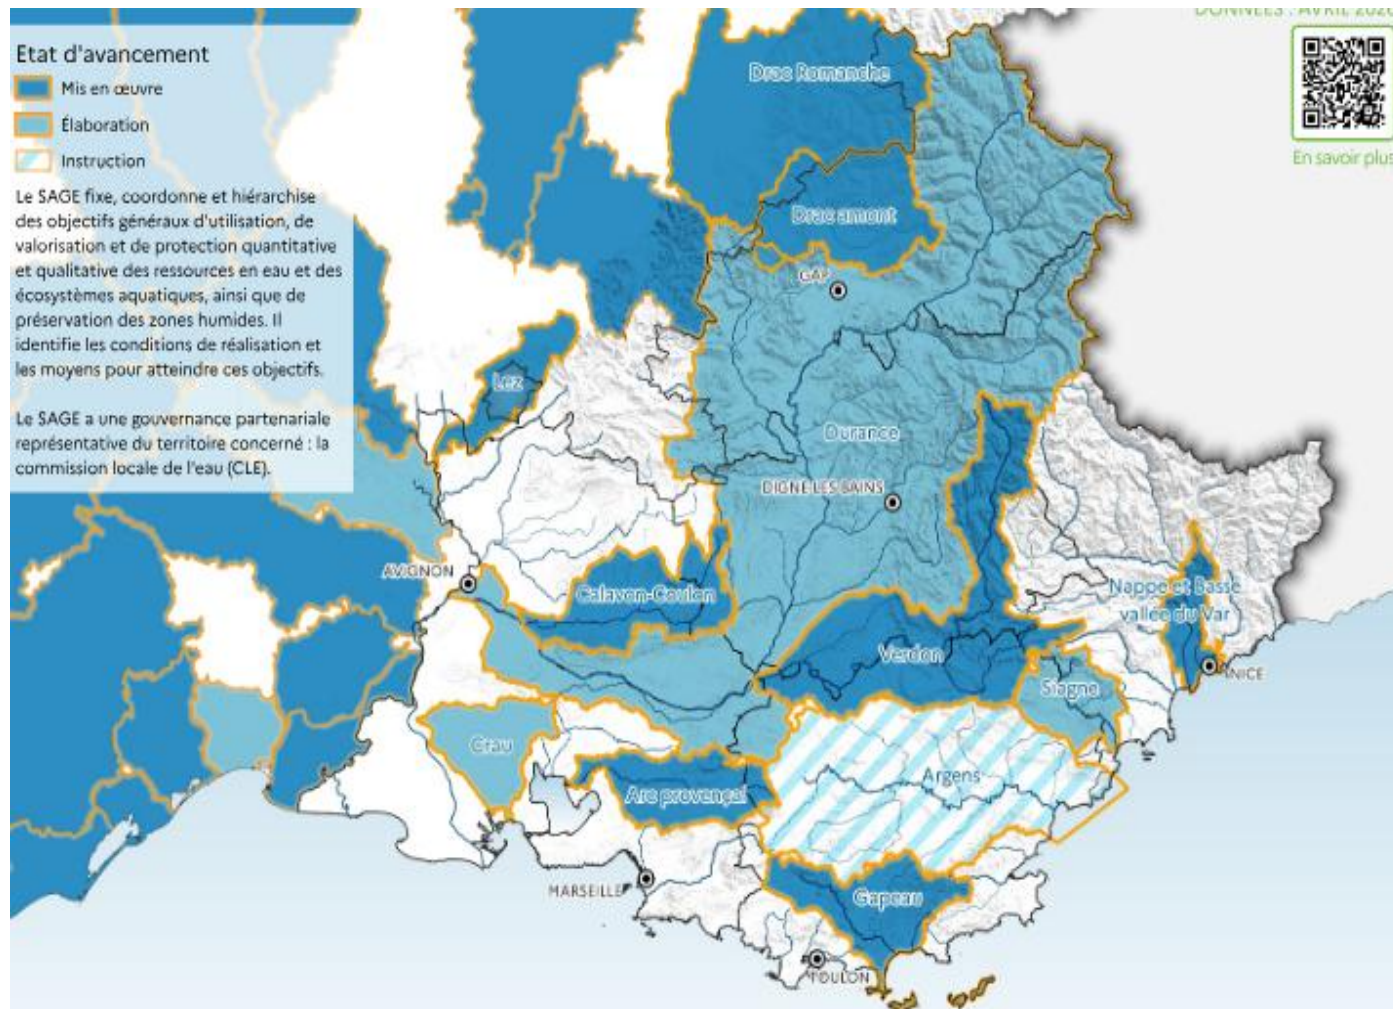 DONNÉES : AVRIL 2026
Etat d'avancement
Mis en œuvre
Élaboration
Instruction
Le SAGE fixe, coordonne et hiérarchise
des objectifs généraux d'utilisation, de
valorisation et de protection quantitative
et qualitative des ressources en eau et des
écosystèmes aquatiques, ainsi que de
préservation des zones humides. Il
identifie les conditions de réalisation et
les moyens pour atteindre ces objectifs.
Le SAGE a une gouvernance partenariale
représentative du territoire concerné : la
commission locale de l'eau (CLE).
En savoir plus
Drac Romanche
Drac amont
GAP
Lez
Durance
DIGNE LES BAINS
AVIGNON
Calavon-Coulon
Nappe et Basse
vallée du Var
Verdon
NICE
Siagne
Crau
Argens
Arc provençal
MARSEILLE
Gapeau
TOULON